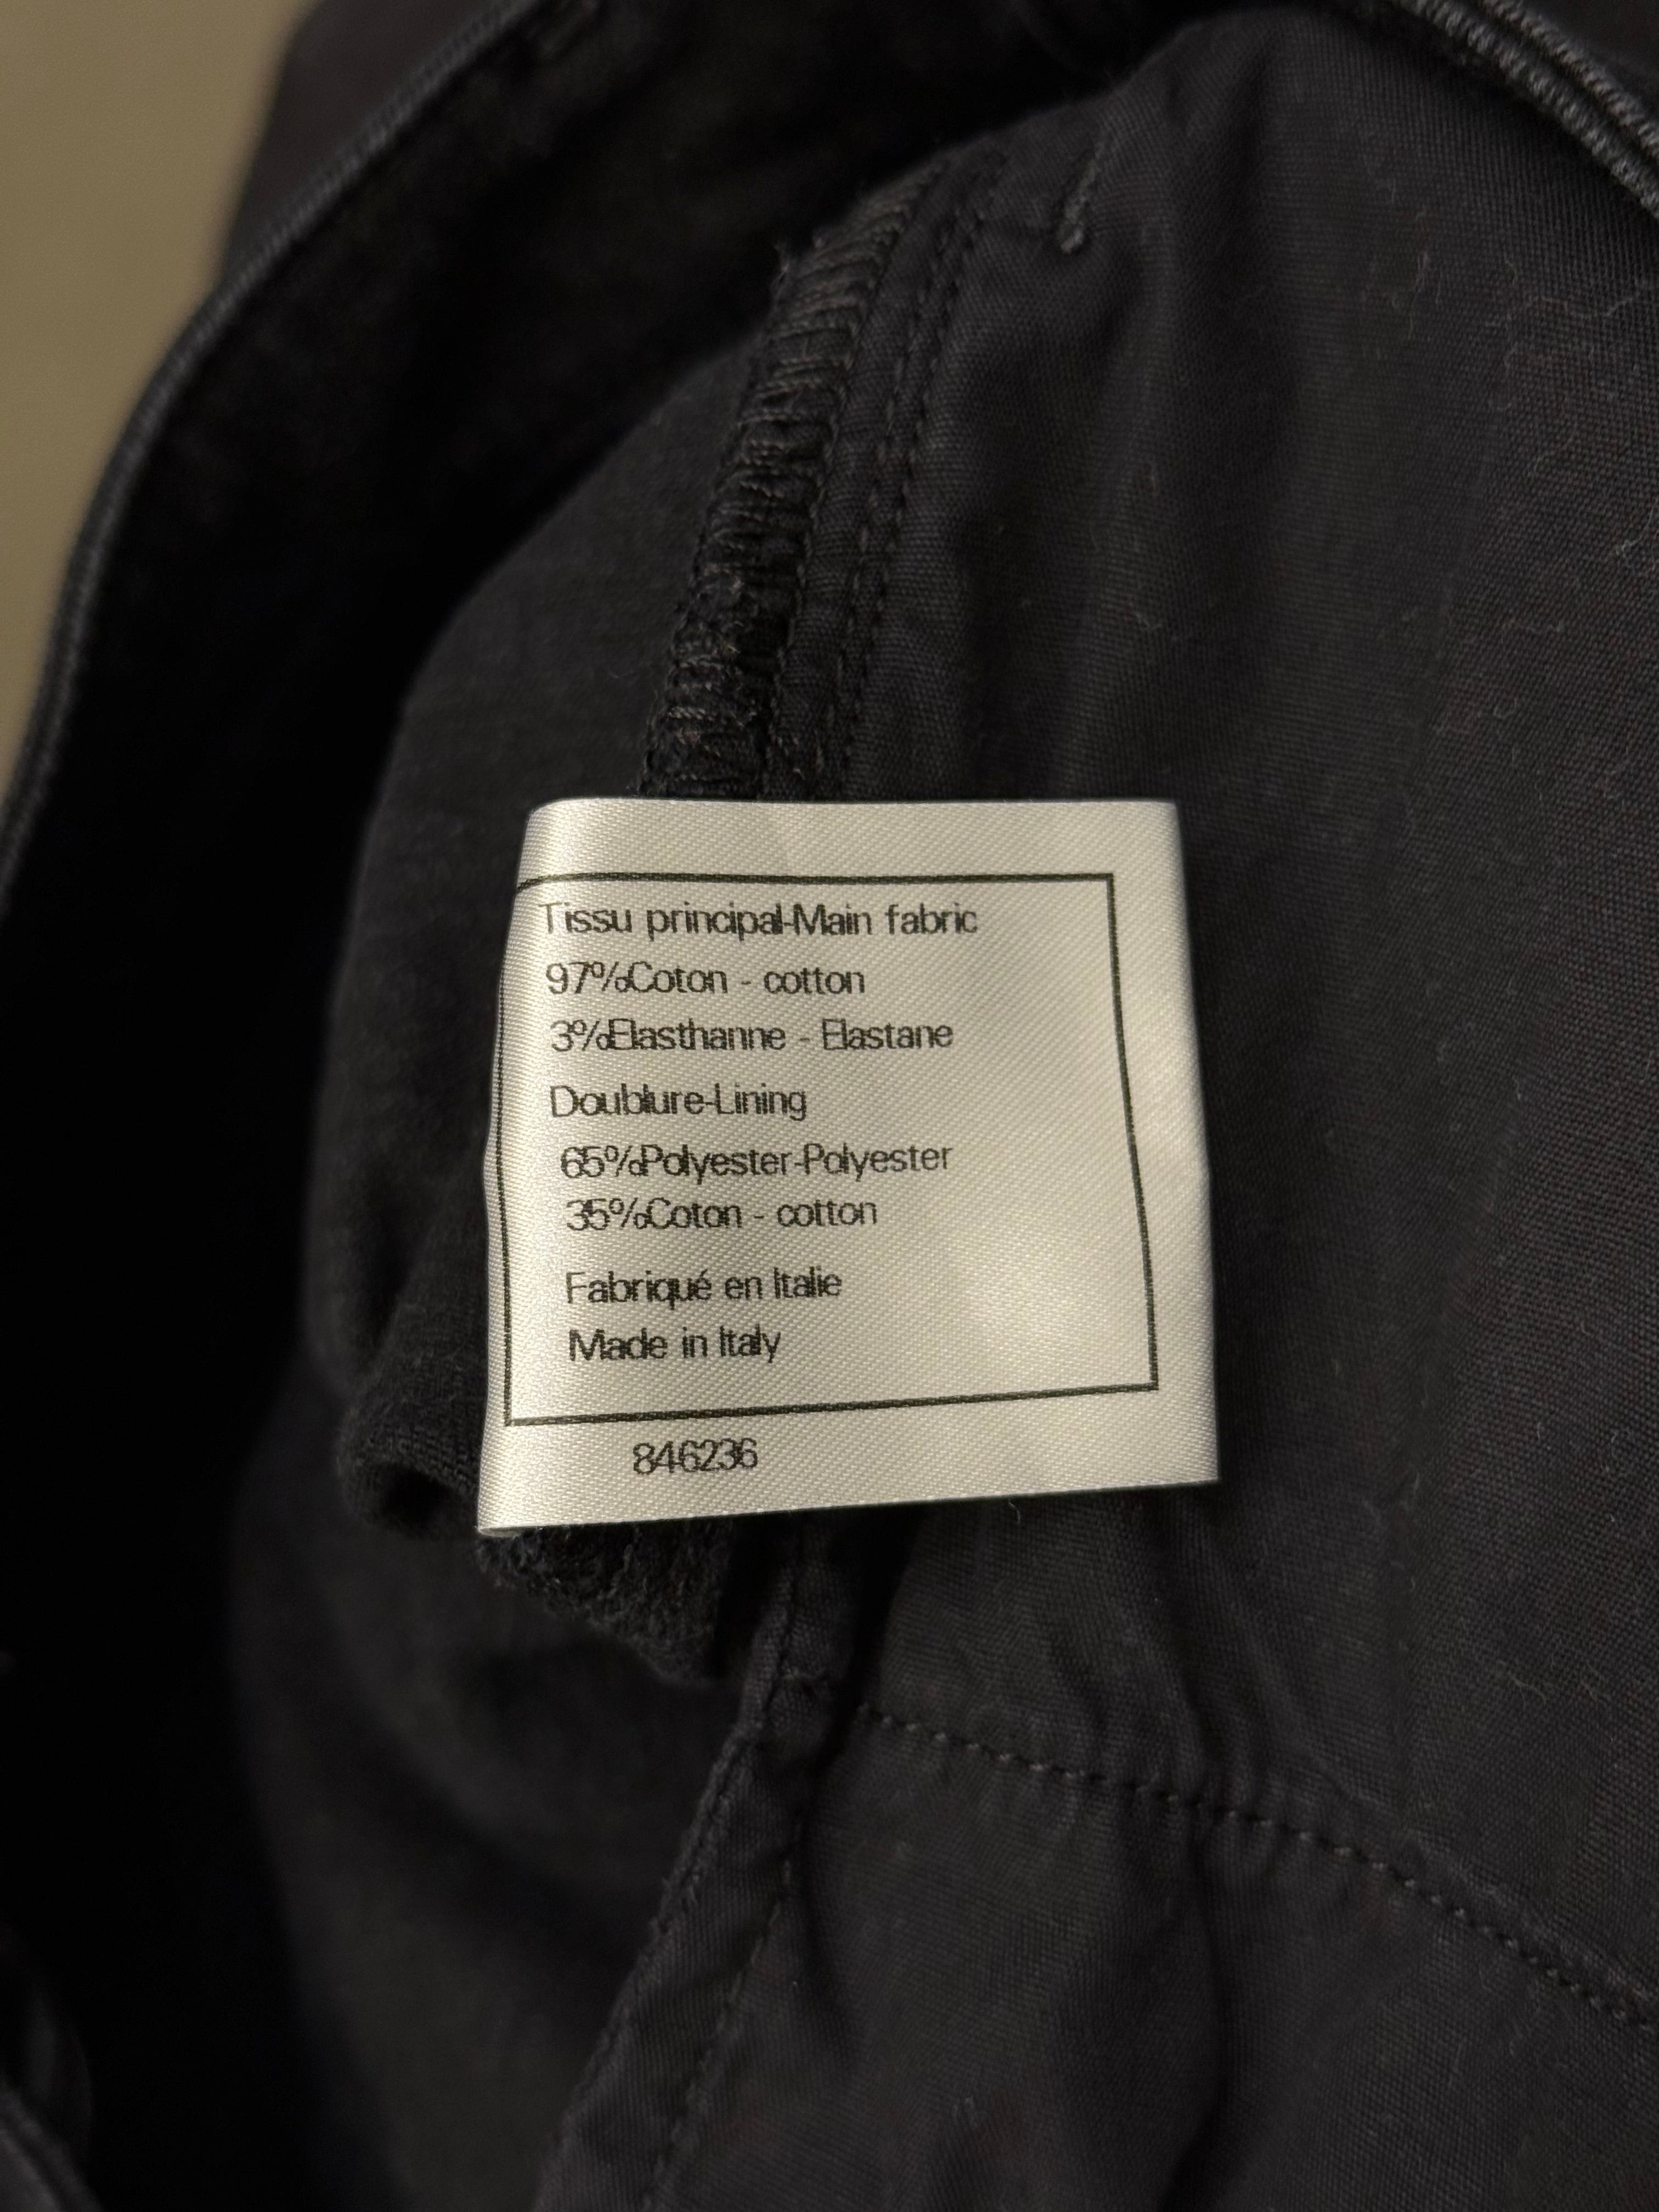 Tissu principal-Main fabric
97%Coton - cotton
3%Elasthanne - Elastane
Doublure-Lining
65%Polyester-Polyester
35%Coton - cotton
Fabriqué en Italie
Made in Italy
846236